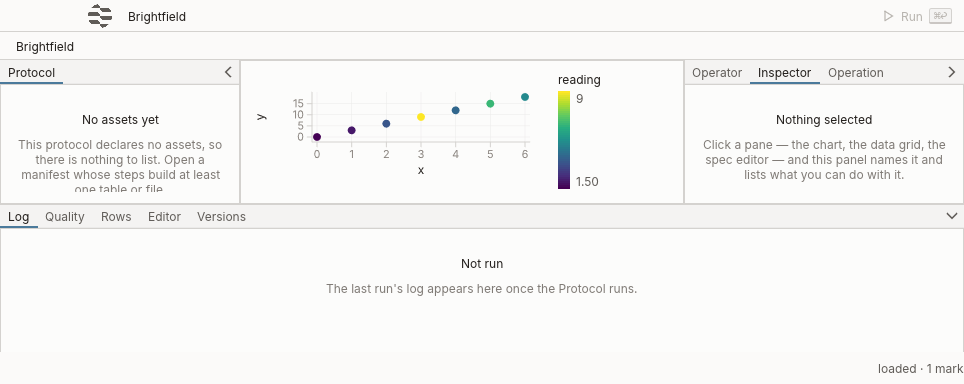 Brightfield
Run
Brightfield
Protocol
Operator Inspector Operation
No assets yet
This protocol declares no assets, so
there is nothing to list. Open a
manifest whose steps build at least
one table or file.
reading
9
1.50
y
15
10
5
0
0 1 2 3 4 5 6
x
Nothing selected
Click a pane — the chart, the data grid, the
spec editor — and this panel names it and
lists what you can do with it.
Log Quality Rows Editor Versions
Not run
The last run's log appears here once the Protocol runs.
loaded · 1 mark